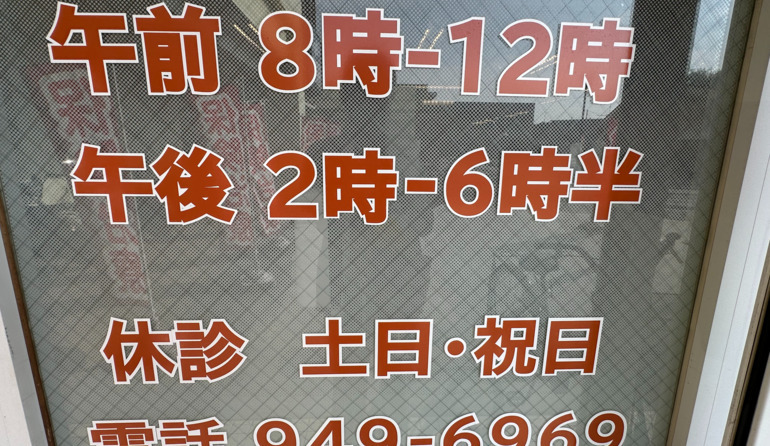 午前 8時-12時
午後 2時-6時半
休診 土日・祝日
電話 949-6969